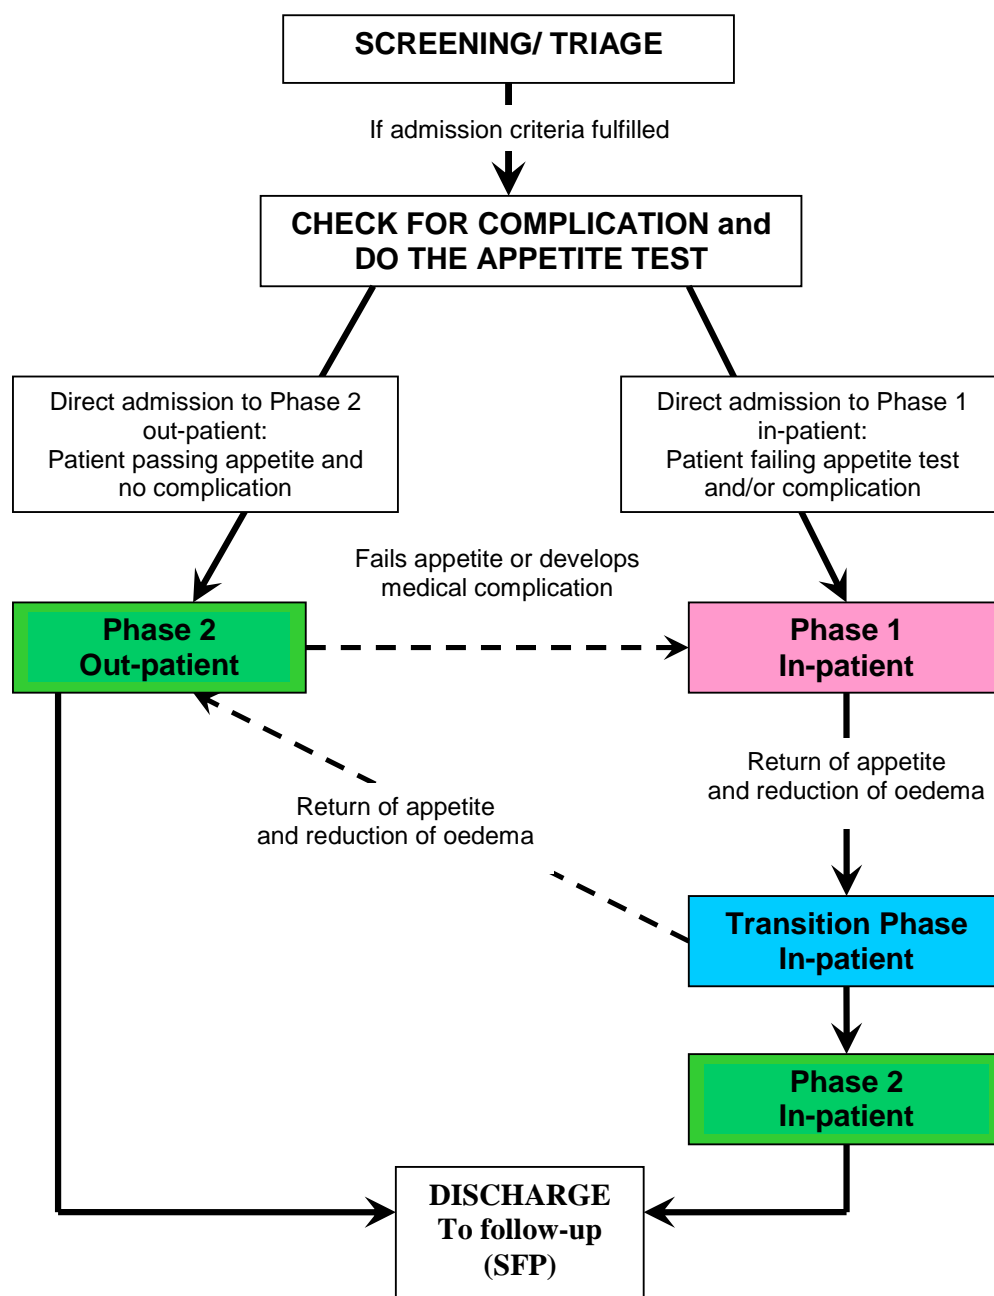 SCREENING/ TRIAGE
If admission criteria fulfilled
CHECK FOR COMPLICATION and
DO THE APPETITE TEST
Direct admission to Phase 2
out-patient:
Patient passing appetite and
no complication
Direct admission to Phase 1
in-patient:
Patient failing appetite test
and/or complication
Fails appetite or develops
medical complication
Phase 2
Out-patient
Phase 1
In-patient
Return of appetite
and reduction of oedema
Return of appetite
and reduction of oedema
Transition Phase
In-patient
Phase 2
In-patient
DISCHARGE
To follow-up
(SFP)